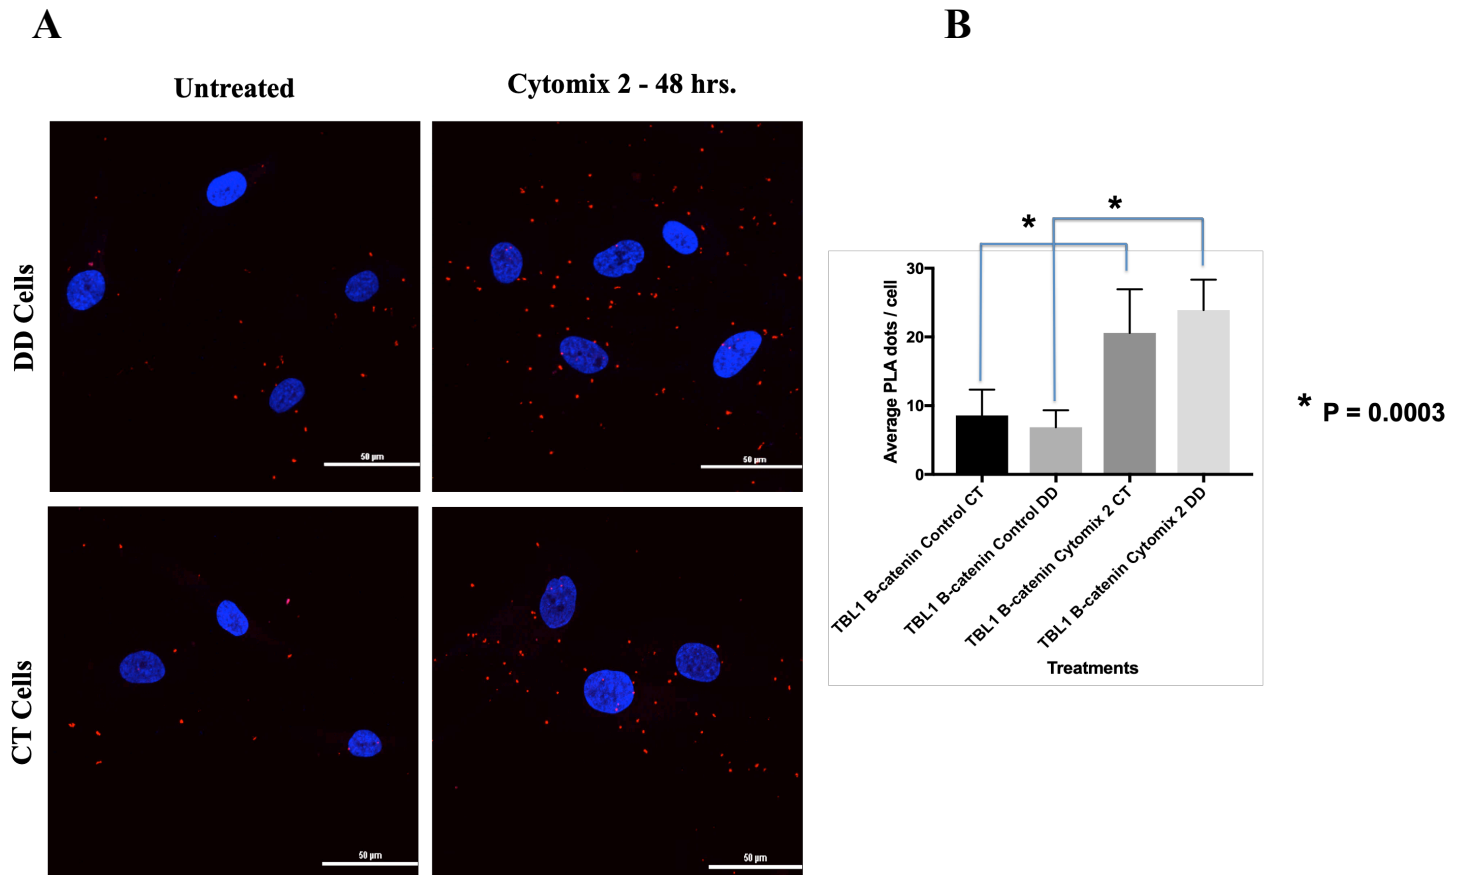 A
B
Untreated
Cytomix 2 - 48 hrs.
DD Cells
50 µm
50 µm
CT Cells
50 µm
50 µm
*
*
Average PLA dots / cell
30
20
10
0
TBL1 B-catenin Control CT
TBL1 B-catenin Control DD
TBL1 B-catenin Cytomix 2 CT
TBL1 B-catenin Cytomix 2 DD
Treatments
* P = 0.0003